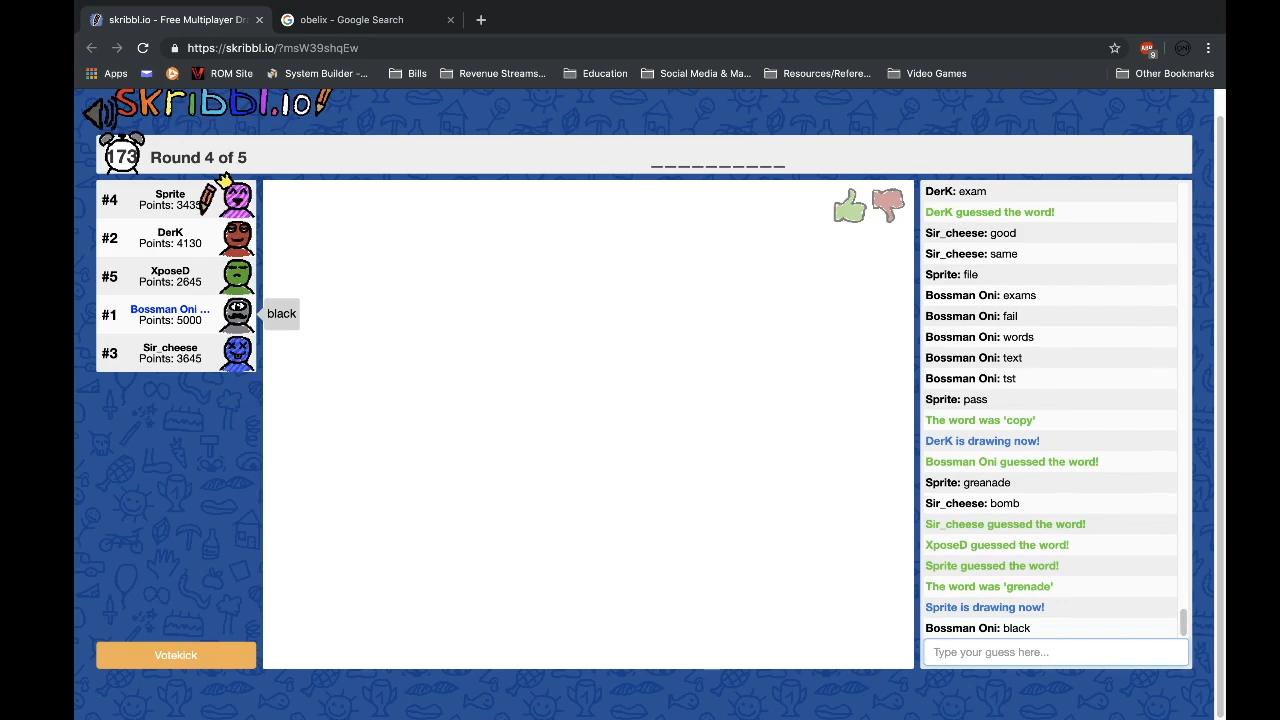 skribbl.io - Free Multiplayer Dra
obelix - Google Search
https://skribbl.io/?msW39shqEw
9
Apps
ROM Site
System Builder -...
Bills
Revenue Streams...
Education
Social Media & Ma...
Resources/Refere...
Video Games
Other Bookmarks
skribbl.io
173
Round 4 of 5
_ _ _ _ _ _ _ _ _ _
#4
Sprite
Points: 3435
#2
DerK
Points: 4130
#5
XposeD
Points: 2645
#1
Bossman Oni ...
Points: 5000
black
#3
Sir_cheese
Points: 3645
Votekick
DerK: exam
DerK guessed the word!
Sir_cheese: good
Sir_cheese: same
Sprite: file
Bossman Oni: exams
Bossman Oni: fail
Bossman Oni: words
Bossman Oni: text
Bossman Oni: tst
Sprite: pass
The word was 'copy'
DerK is drawing now!
Bossman Oni guessed the word!
Sprite: greanade
Sir_cheese: bomb
Sir_cheese guessed the word!
XposeD guessed the word!
Sprite guessed the word!
The word was 'grenade'
Sprite is drawing now!
Bossman Oni: black
Type your guess here...